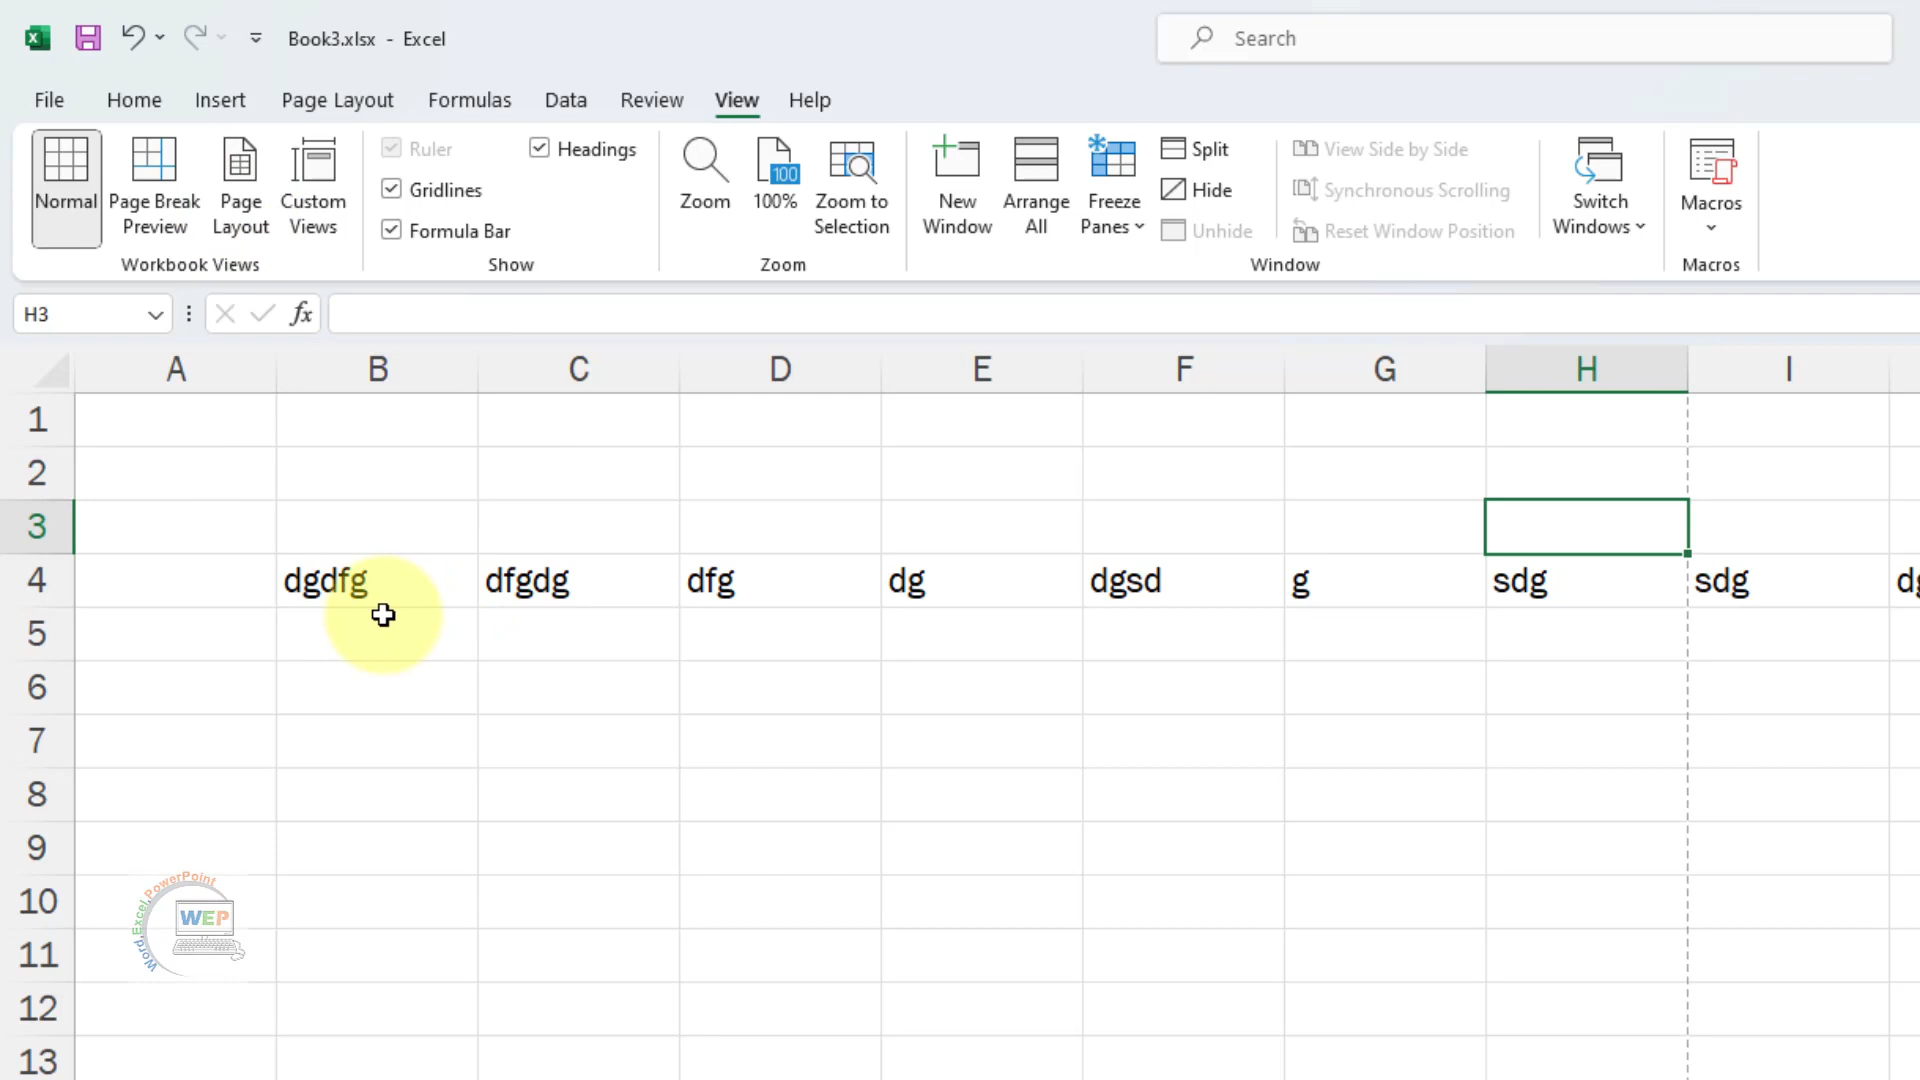 Book3.xlsx - Excel
Search
File Home Insert Page Layout Formulas Data Review View Help
Normal
Page Break Preview
Page Layout
Custom Views
Workbook Views
Ruler
Headings
Gridlines
Formula Bar
Show
Zoom
100
100%
Zoom to Selection
Zoom
New Window
Arrange All
Freeze Panes
Split
Hide
Unhide
View Side by Side
Synchronous Scrolling
Reset Window Position
Window
Switch Windows
Macros
Macros
H3
fx
A B C D E F G H I
1
2
3
4 dgdfg dfgdg dfg dg dgsd g sdg sdg
5
6
7
8
9
10
11
12
13
Word,Excel,PowerPoint
WEP